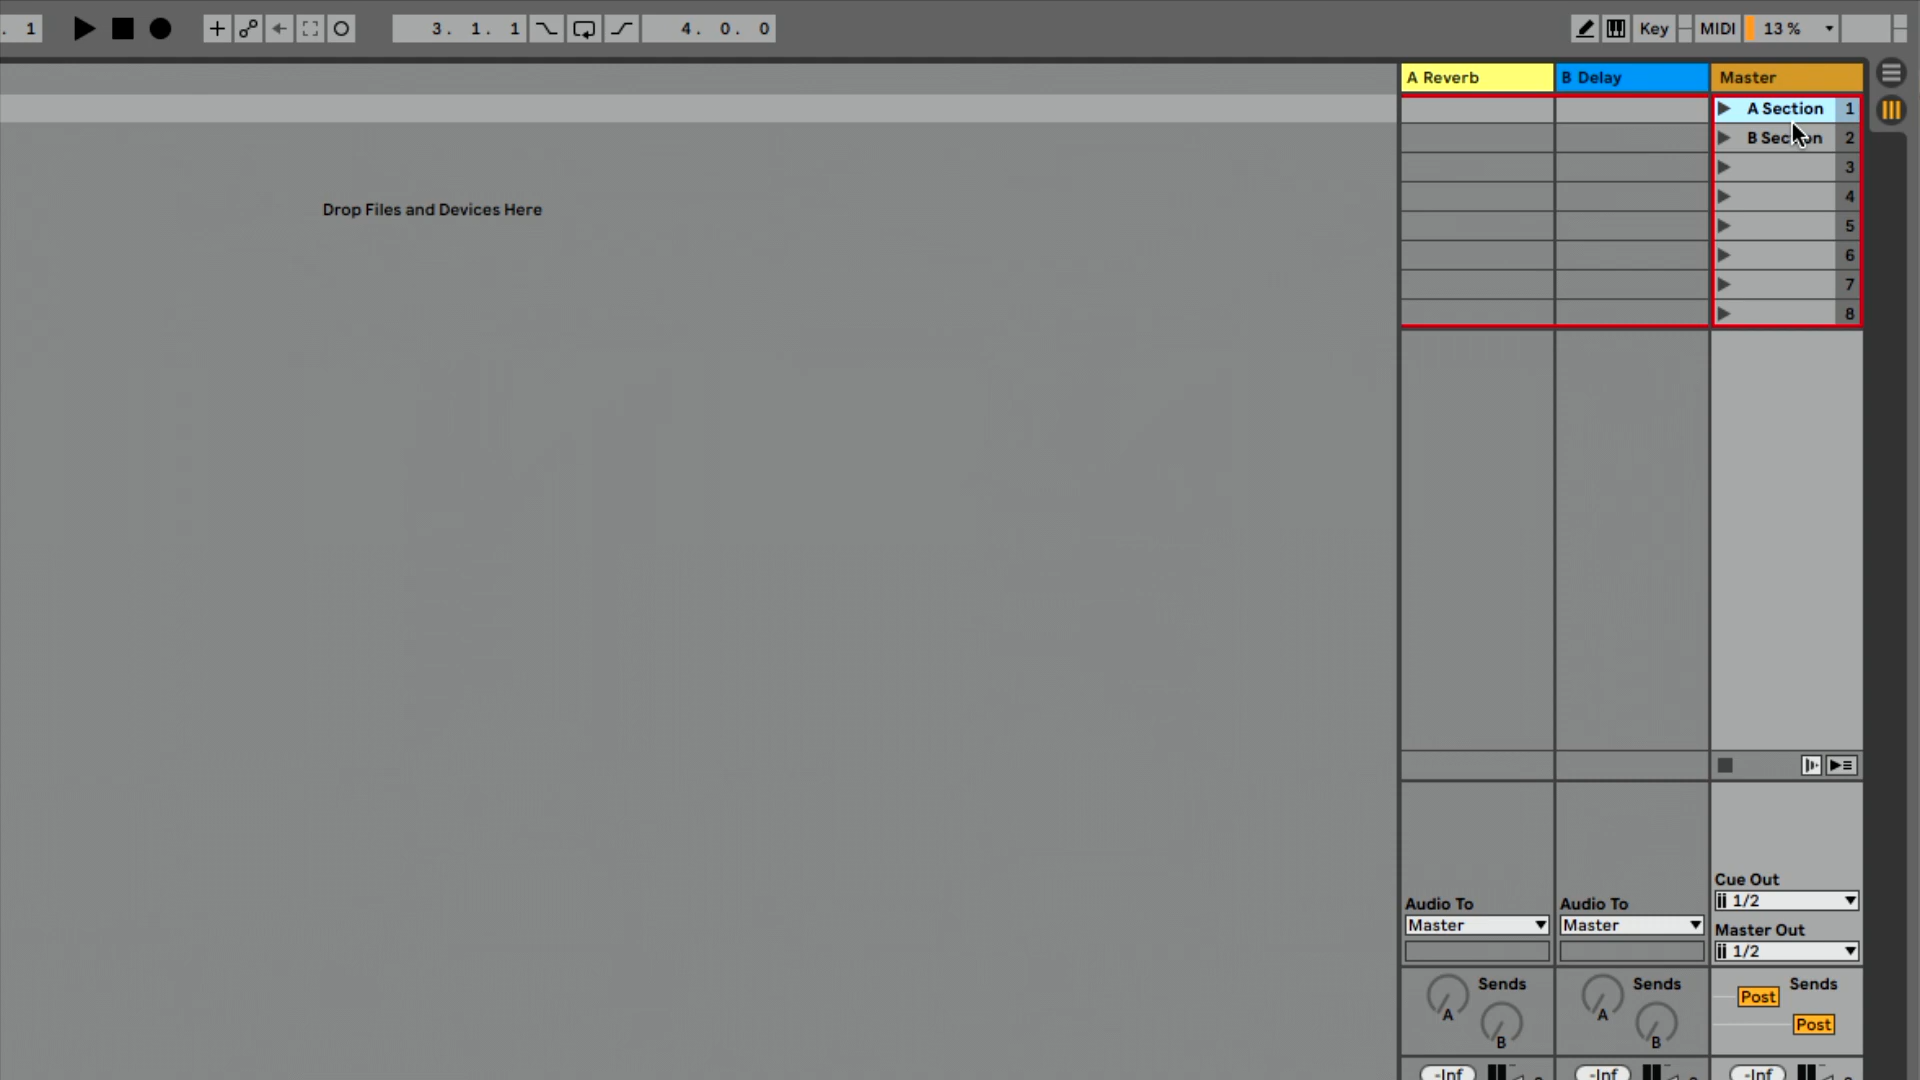 . 1
3. 1. 1
4. 0. 0
Key
MIDI
13 %
A Reverb
B Delay
Master
A Section 1
B Section 2
3
4
5
6
7
8
Drop Files and Devices Here
Cue Out
1/2
Audio To
Master
Audio To
Master
Master Out
1/2
Sends
A
B
Sends
A
B
Sends
Post
Post
-Inf
-Inf
-Inf